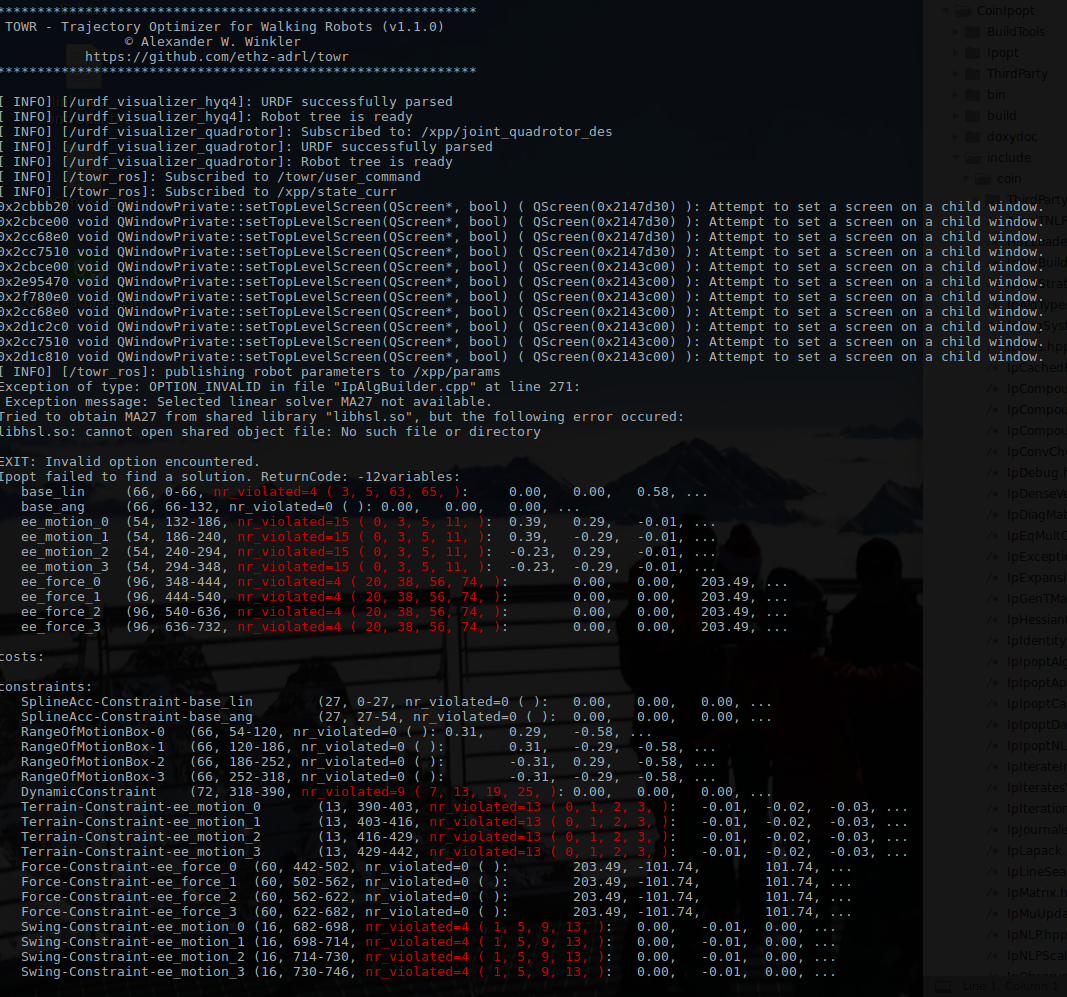 ************************************************************
TOWR - Trajectory Optimizer for Walking Robots (v1.1.0)
© Alexander W. Winkler
https://github.com/ethz-adrl/towr
************************************************************
[ INFO] [/urdf_visualizer_hyq4]: URDF successfully parsed
[ INFO] [/urdf_visualizer_hyq4]: Robot tree is ready
[ INFO] [/urdf_visualizer_quadrotor]: Subscribed to: /xpp/joint_quadrotor_des
[ INFO] [/urdf_visualizer_quadrotor]: URDF successfully parsed
[ INFO] [/urdf_visualizer_quadrotor]: Robot tree is ready
[ INFO] [/towr_ros]: Subscribed to /towr/user_command
[ INFO] [/towr_ros]: Subscribed to /xpp/state_curr
0x2cbbb20 void QWindowPrivate::setTopLevelScreen(QScreen*, bool) ( QScreen(0x2147d30) ): Attempt to set a screen on a child window.
0x2cbce00 void QWindowPrivate::setTopLevelScreen(QScreen*, bool) ( QScreen(0x2147d30) ): Attempt to set a screen on a child window.
0x2cc68e0 void QWindowPrivate::setTopLevelScreen(QScreen*, bool) ( QScreen(0x2147d30) ): Attempt to set a screen on a child window.
0x2cc7510 void QWindowPrivate::setTopLevelScreen(QScreen*, bool) ( QScreen(0x2147d30) ): Attempt to set a screen on a child window.
0x2cbce00 void QWindowPrivate::setTopLevelScreen(QScreen*, bool) ( QScreen(0x2143c00) ): Attempt to set a screen on a child window.
0x2e95470 void QWindowPrivate::setTopLevelScreen(QScreen*, bool) ( QScreen(0x2143c00) ): Attempt to set a screen on a child window.
0x2f780e0 void QWindowPrivate::setTopLevelScreen(QScreen*, bool) ( QScreen(0x2143c00) ): Attempt to set a screen on a child window.
0x2cc68e0 void QWindowPrivate::setTopLevelScreen(QScreen*, bool) ( QScreen(0x2143c00) ): Attempt to set a screen on a child window.
0x2d1c2c0 void QWindowPrivate::setTopLevelScreen(QScreen*, bool) ( QScreen(0x2143c00) ): Attempt to set a screen on a child window.
0x2cc7510 void QWindowPrivate::setTopLevelScreen(QScreen*, bool) ( QScreen(0x2143c00) ): Attempt to set a screen on a child window.
0x2d1c810 void QWindowPrivate::setTopLevelScreen(QScreen*, bool) ( QScreen(0x2143c00) ): Attempt to set a screen on a child window.
[ INFO] [/towr_ros]: publishing robot parameters to /xpp/params
Exception of type: OPTION_INVALID in file "IpAlgBuilder.cpp" at line 271:
Exception message: Selected linear solver MA27 not available.
Tried to obtain MA27 from shared library "libhsl.so", but the following error occured:
libhsl.so: cannot open shared object file: No such file or directory
EXIT: Invalid option encountered.
Ipopt failed to find a solution. ReturnCode: -12variables:
base_lin (66, 0-66, nr_violated=4 ( 3, 5, 63, 65, ): 0.00, 0.00, 0.58, ...
base_ang (66, 66-132, nr_violated=0 ( ): 0.00, 0.00, 0.00, ...
ee_motion_0 (54, 132-186, nr_violated=15 ( 0, 3, 5, 11, ): 0.39, 0.29, -0.01, ...
ee_motion_1 (54, 186-240, nr_violated=15 ( 0, 3, 5, 11, ): 0.39, -0.29, -0.01, ...
ee_motion_2 (54, 240-294, nr_violated=15 ( 0, 3, 5, 11, ): -0.23, 0.29, -0.01, ...
ee_motion_3 (54, 294-348, nr_violated=15 ( 0, 3, 5, 11, ): -0.23, -0.29, -0.01, ...
ee_force_0 (96, 348-444, nr_violated=4 ( 20, 38, 56, 74, ): 0.00, 0.00, 203.49, ...
ee_force_1 (96, 444-540, nr_violated=4 ( 20, 38, 56, 74, ): 0.00, 0.00, 203.49, ...
ee_force_2 (96, 540-636, nr_violated=4 ( 20, 38, 56, 74, ): 0.00, 0.00, 203.49, ...
ee_force_3 (96, 636-732, nr_violated=4 ( 20, 38, 56, 74, ): 0.00, 0.00, 203.49, ...
costs:
constraints:
SplineAcc-Constraint-base_lin (27, 0-27, nr_violated=0 ( ): 0.00, 0.00, 0.00, ...
SplineAcc-Constraint-base_ang (27, 27-54, nr_violated=0 ( ): 0.00, 0.00, 0.00, ...
RangeOfMotionBox-0 (66, 54-120, nr_violated=0 ( ): 0.31, 0.29, -0.58, ...
RangeOfMotionBox-1 (66, 120-186, nr_violated=0 ( ): 0.31, -0.29, -0.58, ...
RangeOfMotionBox-2 (66, 186-252, nr_violated=0 ( ): -0.31, 0.29, -0.58, ...
RangeOfMotionBox-3 (66, 252-318, nr_violated=0 ( ): -0.31, -0.29, -0.58, ...
DynamicConstraint (72, 318-390, nr_violated=9 ( 7, 13, 19, 25, ): 0.00, 0.00, 0.00, ...
Terrain-Constraint-ee_motion_0 (13, 390-403, nr_violated=13 ( 0, 1, 2, 3, ): -0.01, -0.02, -0.03, ...
Terrain-Constraint-ee_motion_1 (13, 403-416, nr_violated=13 ( 0, 1, 2, 3, ): -0.01, -0.02, -0.03, ...
Terrain-Constraint-ee_motion_2 (13, 416-429, nr_violated=13 ( 0, 1, 2, 3, ): -0.01, -0.02, -0.03, ...
Terrain-Constraint-ee_motion_3 (13, 429-442, nr_violated=13 ( 0, 1, 2, 3, ): -0.01, -0.02, -0.03, ...
Force-Constraint-ee_force_0 (60, 442-502, nr_violated=0 ( ): 203.49, -101.74, 101.74, ...
Force-Constraint-ee_force_1 (60, 502-562, nr_violated=0 ( ): 203.49, -101.74, 101.74, ...
Force-Constraint-ee_force_2 (60, 562-622, nr_violated=0 ( ): 203.49, -101.74, 101.74, ...
Force-Constraint-ee_force_3 (60, 622-682, nr_violated=0 ( ): 203.49, -101.74, 101.74, ...
Swing-Constraint-ee_motion_0 (16, 682-698, nr_violated=4 ( 1, 5, 9, 13, ): 0.00, -0.01, 0.00, ...
Swing-Constraint-ee_motion_1 (16, 698-714, nr_violated=4 ( 1, 5, 9, 13, ): 0.00, -0.01, 0.00, ...
Swing-Constraint-ee_motion_2 (16, 714-730, nr_violated=4 ( 1, 5, 9, 13, ): 0.00, -0.01, 0.00, ...
Swing-Constraint-ee_motion_3 (16, 730-746, nr_violated=4 ( 1, 5, 9, 13, ): 0.00, -0.01, 0.00, ...
CoinIpopt
BuildTools
Ipopt
ThirdParty
bin
build
doxydoc
include
coin
ThirdParty
/* IpCached
/* IpCompou
/* IpCompou
/* IpCompou
/* IpConvChe
/* IpDebug.h
/* IpDenseVe
/* IpDiagMat
/* IpEqMultC
/* IpExceptio
/* IpExpansi
/* IpGenTMa
/* IpHessian
/* IpIdentity
/* IpIpoptAlg
/* IpIpoptAp
/* IpIpoptCa
/* IpIpoptDa
/* IpIpoptNL
/* IpIterateIn
/* IpIteratesV
/* IpIteration
/* IpJournalis
/* IpLapack.h
/* IpLineSea
/* IpMatrix.h
/* IpMuUpda
/* IpNLP.hpp
/* IpNLPScal
Line 1, Column 1